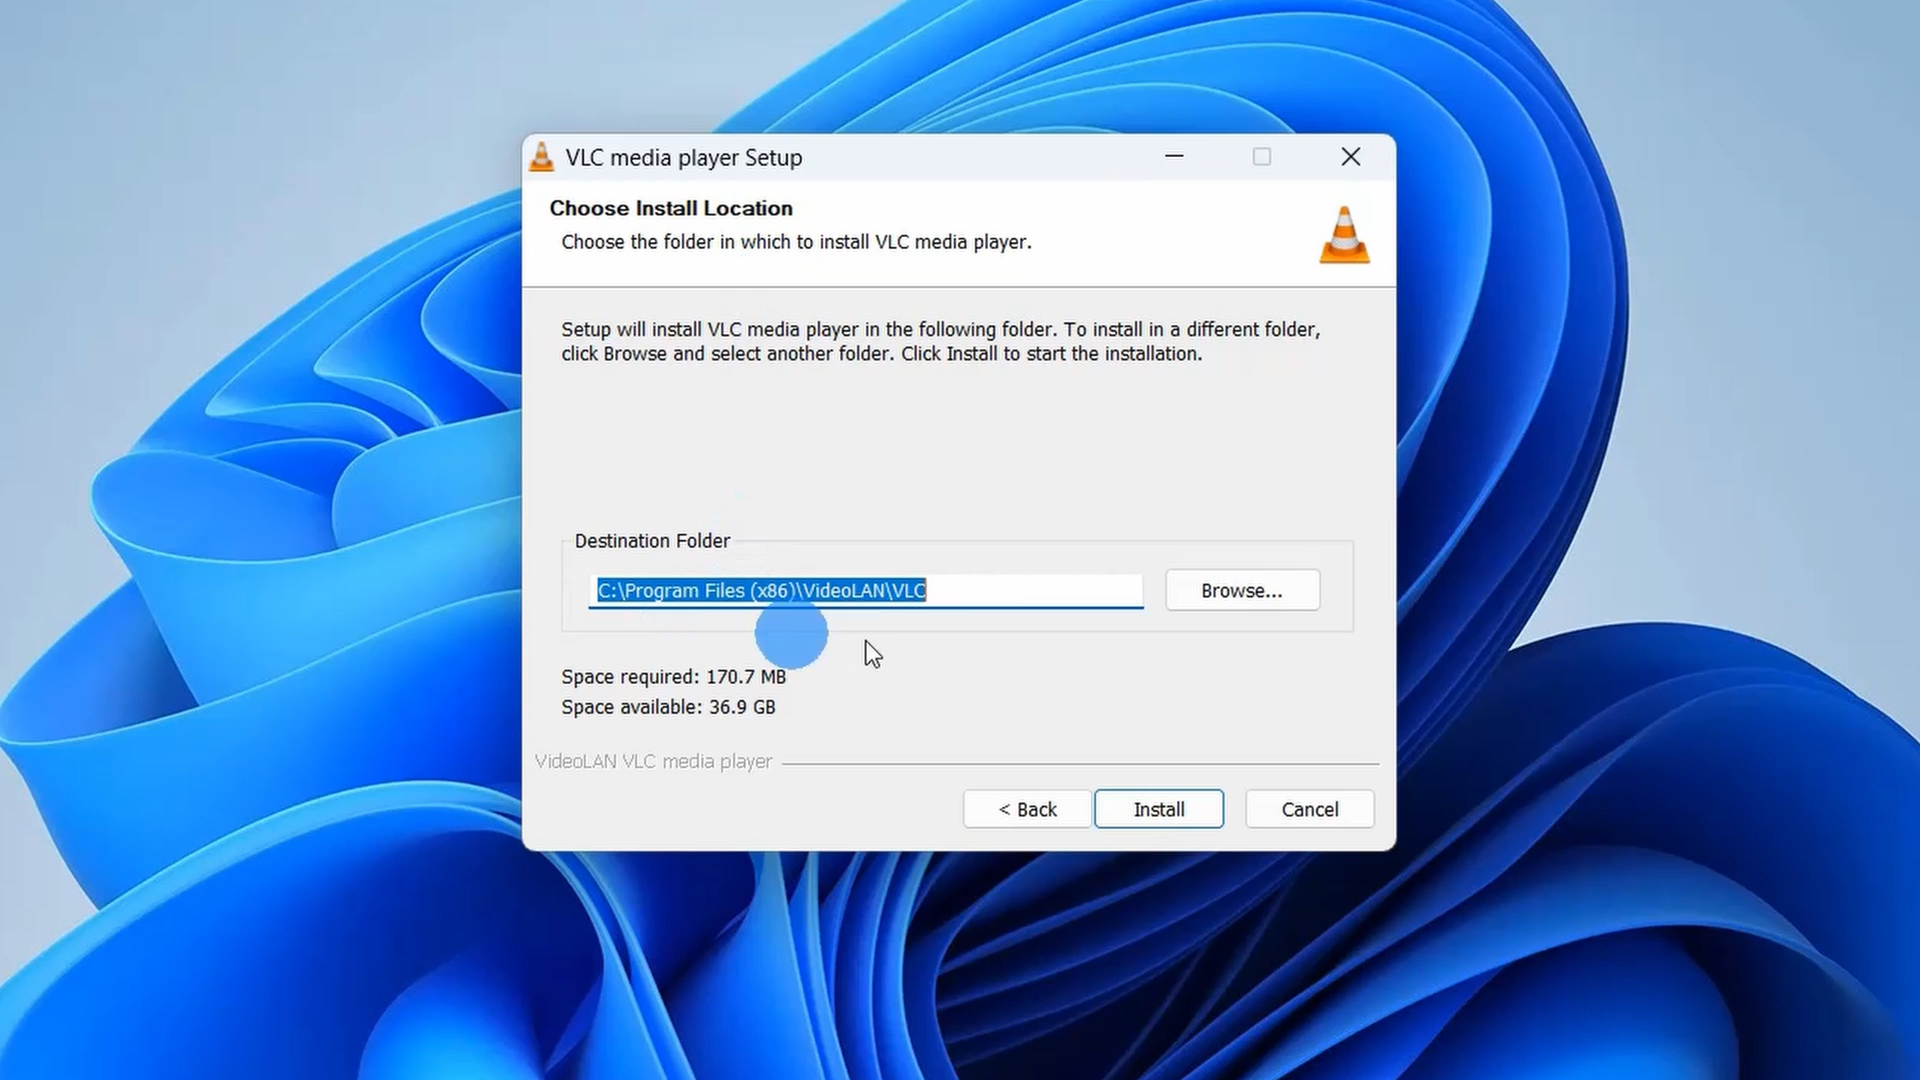 VLC media player Setup
Choose Install Location
Choose the folder in which to install VLC media player.
Setup will install VLC media player in the following folder. To install in a different folder,
click Browse and select another folder. Click Install to start the installation.
Destination Folder
C:\Program Files (x86)\VideoLAN\VLC
Browse...
Space required: 170.7 MB
Space available: 36.9 GB
VideoLAN VLC media player
< Back
Install
Cancel